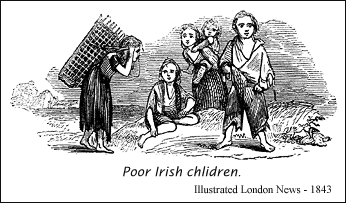 Poor Irish chlidren.
Illustrated London News - 1843